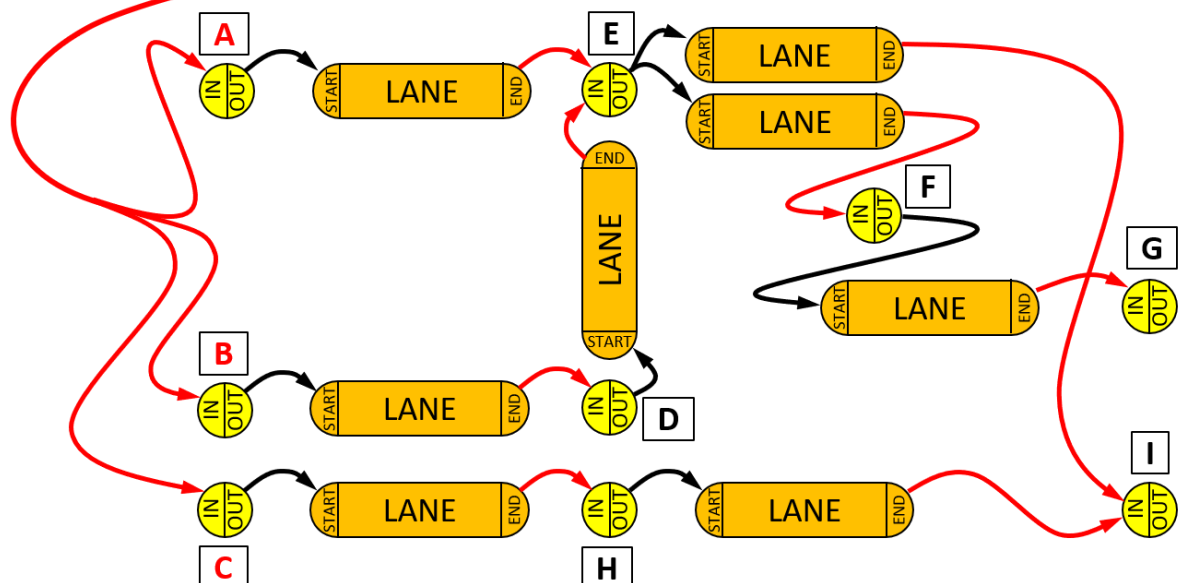 A
IN
OUT
START
LANE
END
E
IN
OUT
START
LANE
END
START
LANE
END
END
LANE
START
F
IN
OUT
START
LANE
END
G
IN
OUT
B
IN
OUT
START
LANE
END
IN
OUT
D
C
IN
OUT
START
LANE
END
H
IN
OUT
START
LANE
END
I
IN
OUT